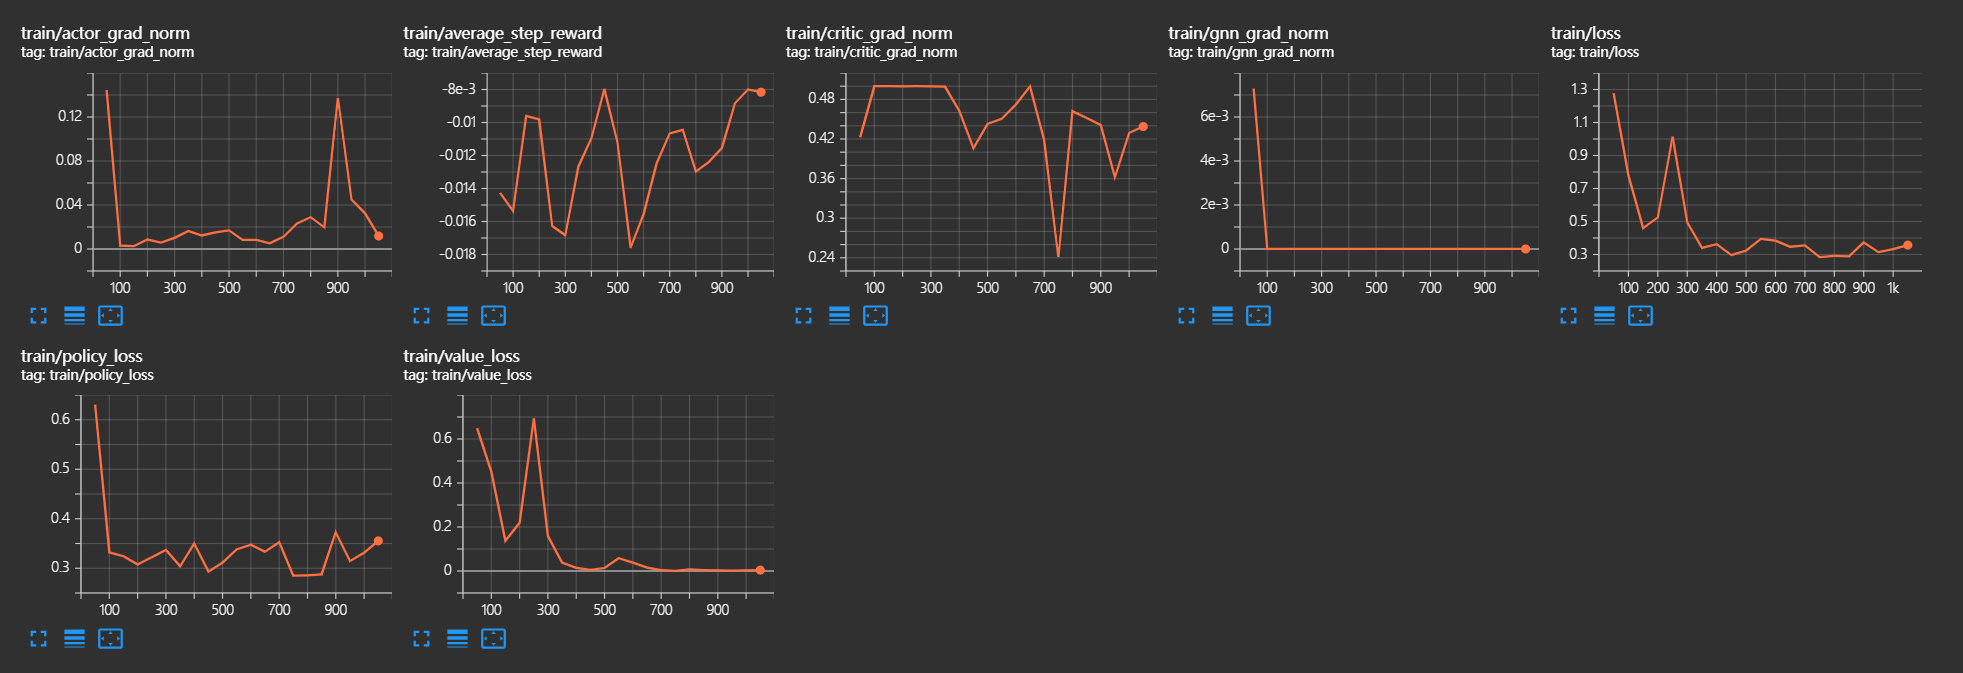 train/actor_grad_norm
tag: train/actor_grad_norm
0.12
0.08
0.04
0
100 300 500 700 900
train/average_step_reward
tag: train/average_step_reward
-8e-3
-0.01
-0.012
-0.014
-0.016
-0.018
100 300 500 700 900
train/critic_grad_norm
tag: train/critic_grad_norm
0.48
0.42
0.36
0.3
0.24
100 300 500 700 900
train/gnn_grad_norm
tag: train/gnn_grad_norm
6e-3
4e-3
2e-3
0
100 300 500 700 900
train/loss
tag: train/loss
1.3
1.1
0.9
0.7
0.5
0.3
100 200 300 400 500 600 700 800 900 1k
train/policy_loss
tag: train/policy_loss
0.6
0.5
0.4
0.3
100 300 500 700 900
train/value_loss
tag: train/value_loss
0.6
0.4
0.2
0
100 300 500 700 900